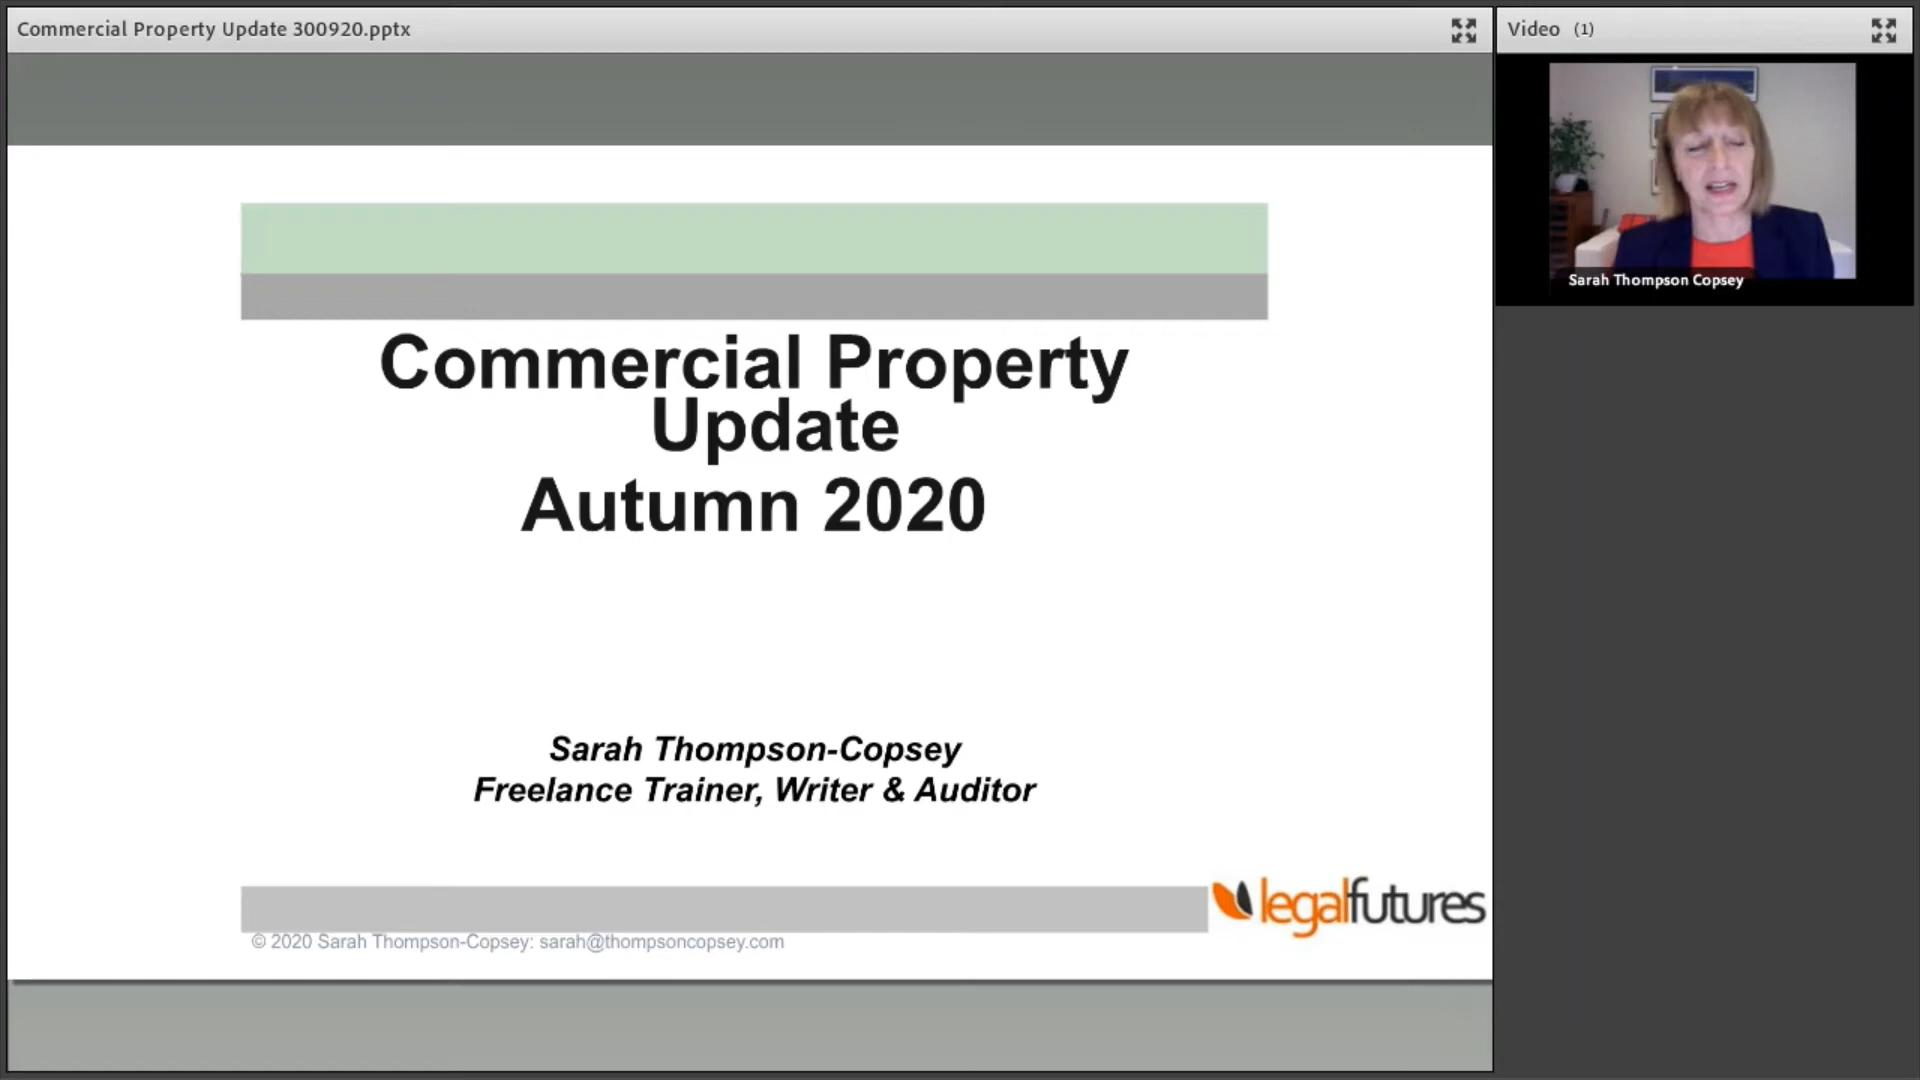 Commercial Property Update 300920.pptx
Video (1)
Sarah Thompson Copsey
Commercial Property
Update
Autumn 2020
Sarah Thompson-Copsey
Freelance Trainer, Writer & Auditor
legalfutures
© 2020 Sarah Thompson-Copsey: sarah@thompsoncopsey.com